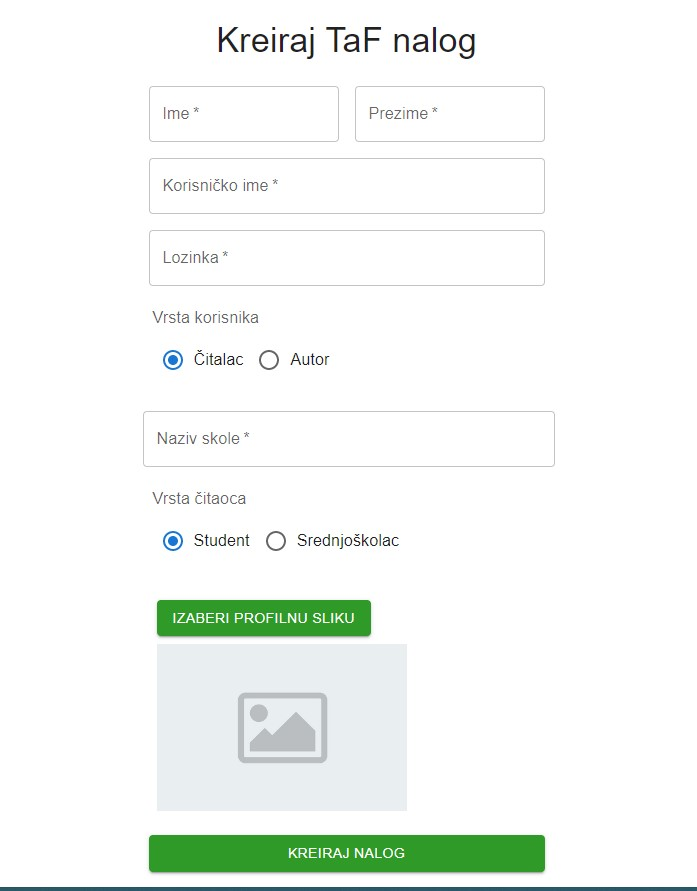 Kreiraj TaF nalog
Ime *
Prezime *
Korisničko ime *
Lozinka *
Vrsta korisnika
Čitalac Autor
Naziv skole *
Vrsta čitaoca
Student Srednjoškolac
IZABERI PROFILNU SLIKU
KREIRAJ NALOG